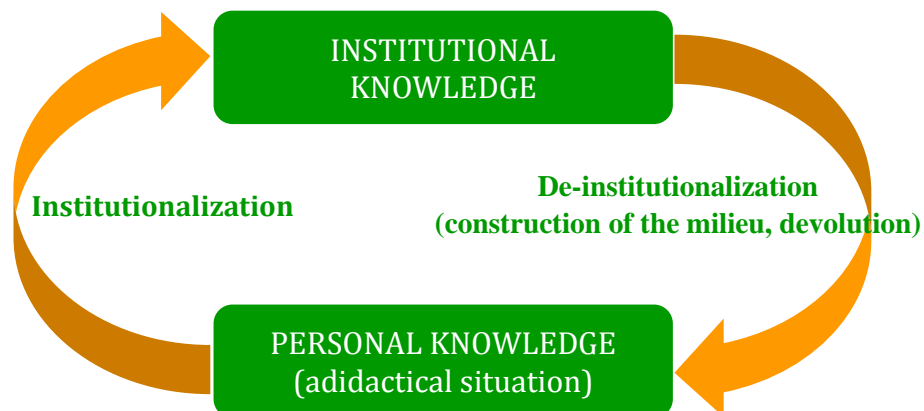 INSTITUTIONAL
KNOWLEDGE
De-institutionalization
(construction of the milieu, devolution)
Institutionalization
PERSONAL KNOWLEDGE
(adidactical situation)